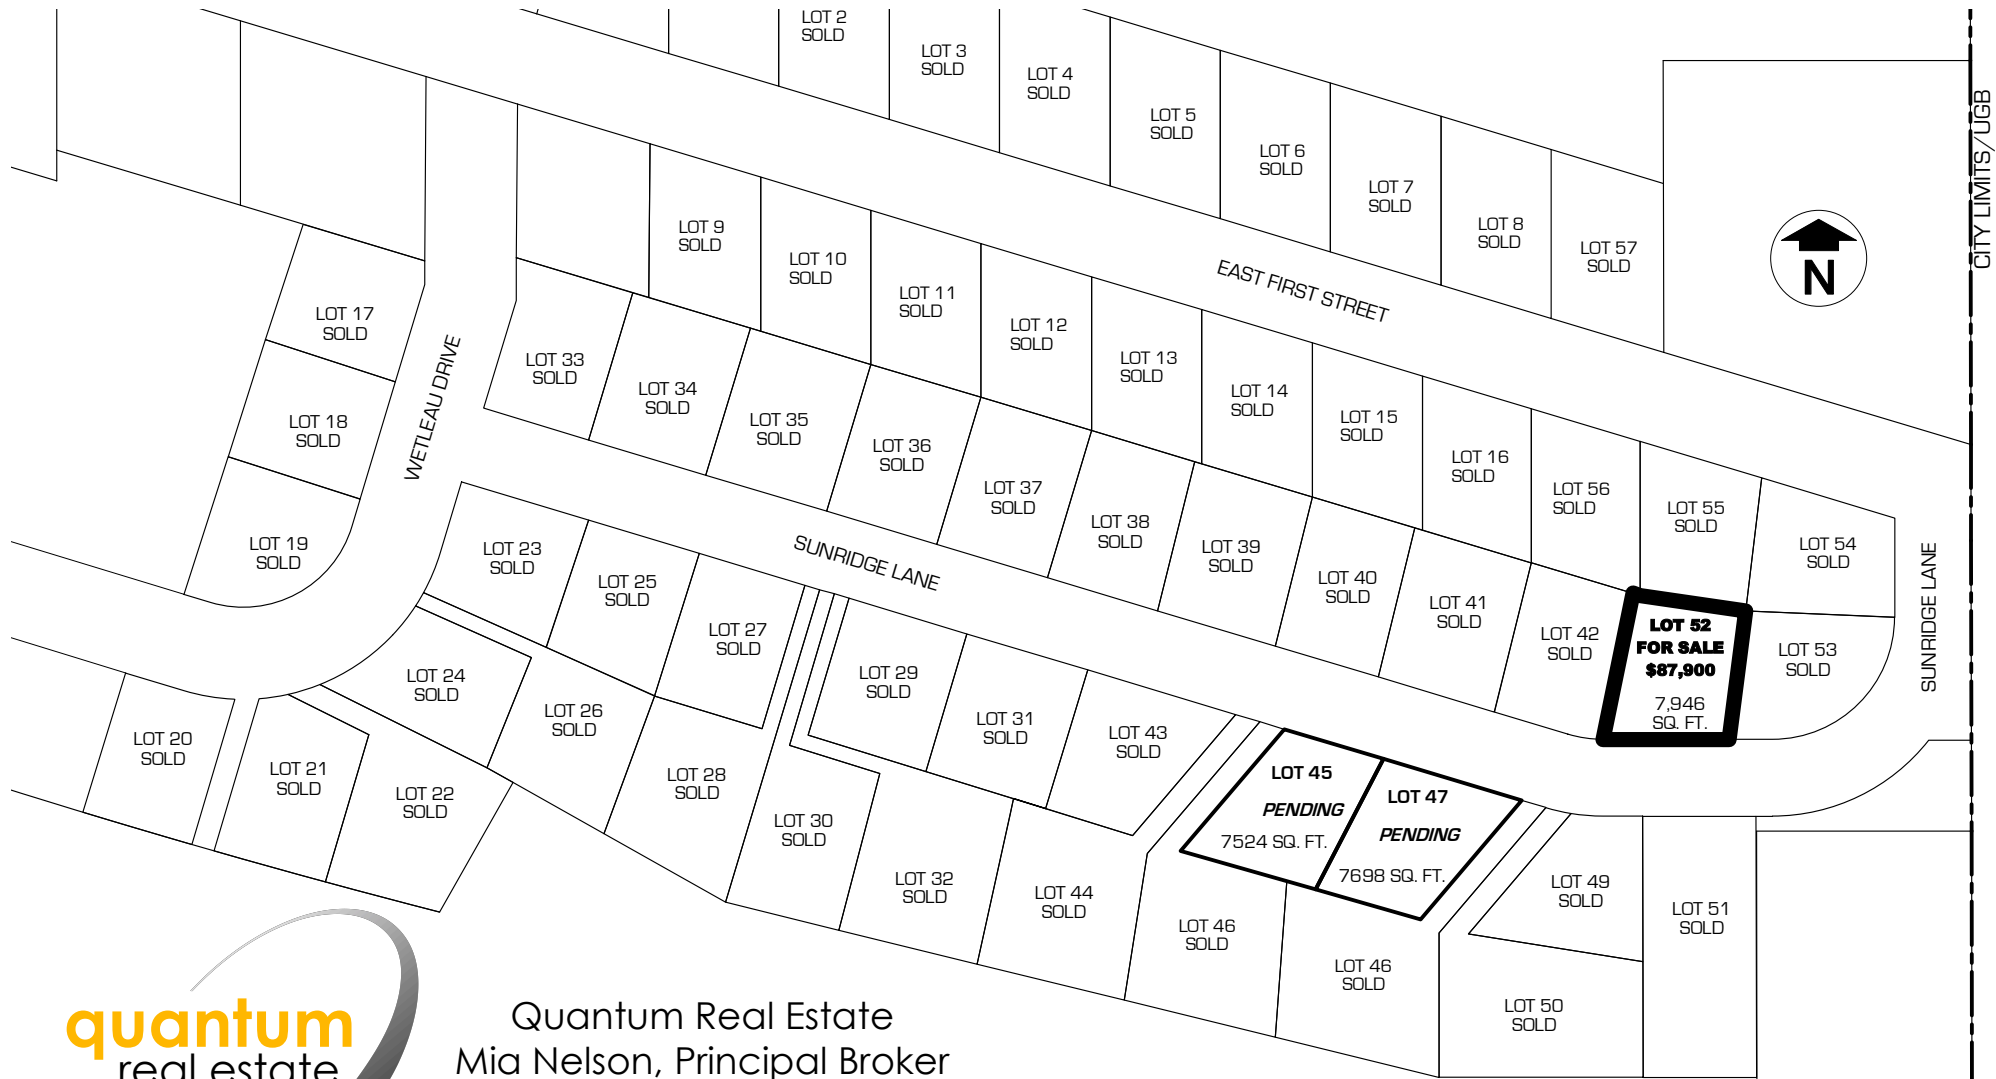 LOT 2
SOLD
LOT 3
SOLD
LOT 4
SOLD
LOT 5
SOLD
LOT 6
SOLD
LOT 7
SOLD
LOT 8
SOLD
LOT 57
SOLD
CITY LIMITS/UGB
N
EAST FIRST STREET
LOT 9
SOLD
LOT 10
SOLD
LOT 11
SOLD
LOT 12
SOLD
LOT 13
SOLD
LOT 14
SOLD
LOT 15
SOLD
LOT 16
SOLD
LOT 56
SOLD
LOT 55
SOLD
LOT 54
SOLD
LOT 17
SOLD
LOT 18
SOLD
LOT 19
SOLD
WETLEAU DRIVE
LOT 33
SOLD
LOT 34
SOLD
LOT 35
SOLD
LOT 36
SOLD
LOT 37
SOLD
LOT 38
SOLD
LOT 39
SOLD
LOT 40
SOLD
LOT 41
SOLD
LOT 42
SOLD
LOT 52
FOR SALE
$87,900
7,946
SQ. FT.
LOT 53
SOLD
SUNRIDGE LANE
SUNRIDGE LANE
LOT 23
SOLD
LOT 25
SOLD
LOT 27
SOLD
LOT 29
SOLD
LOT 31
SOLD
LOT 43
SOLD
LOT 45
PENDING
7524 SQ. FT.
LOT 47
PENDING
7698 SQ. FT.
LOT 49
SOLD
LOT 51
SOLD
LOT 24
SOLD
LOT 26
SOLD
LOT 28
SOLD
LOT 30
SOLD
LOT 32
SOLD
LOT 44
SOLD
LOT 46
SOLD
LOT 46
SOLD
LOT 50
SOLD
LOT 20
SOLD
LOT 21
SOLD
LOT 22
SOLD
quantum
real estate
Quantum Real Estate
Mia Nelson, Principal Broker